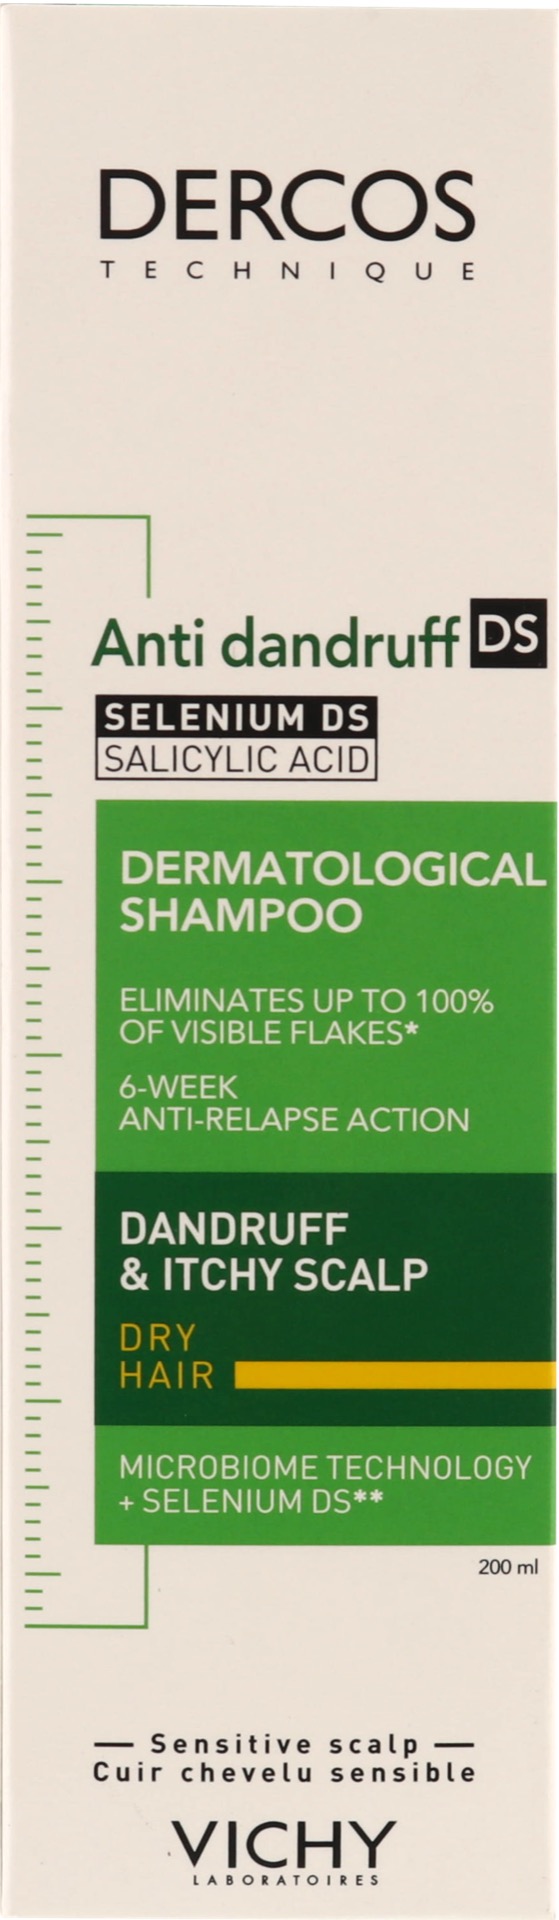 DERCOS
TECHNIQUE
Anti dandruff DS
SELENIUM DS
SALICYLIC ACID
DERMATOLOGICAL
SHAMPOO
ELIMINATES UP TO 100%
OF VISIBLE FLAKES*
6-WEEK
ANTI-RELAPSE ACTION
DANDRUFF
& ITCHY SCALP
DRY
HAIR
MICROBIOME TECHNOLOGY
+ SELENIUM DS**
200 ml
— Sensitive scalp —
Cuir chevelu sensible
VICHY
LABORATOIRES